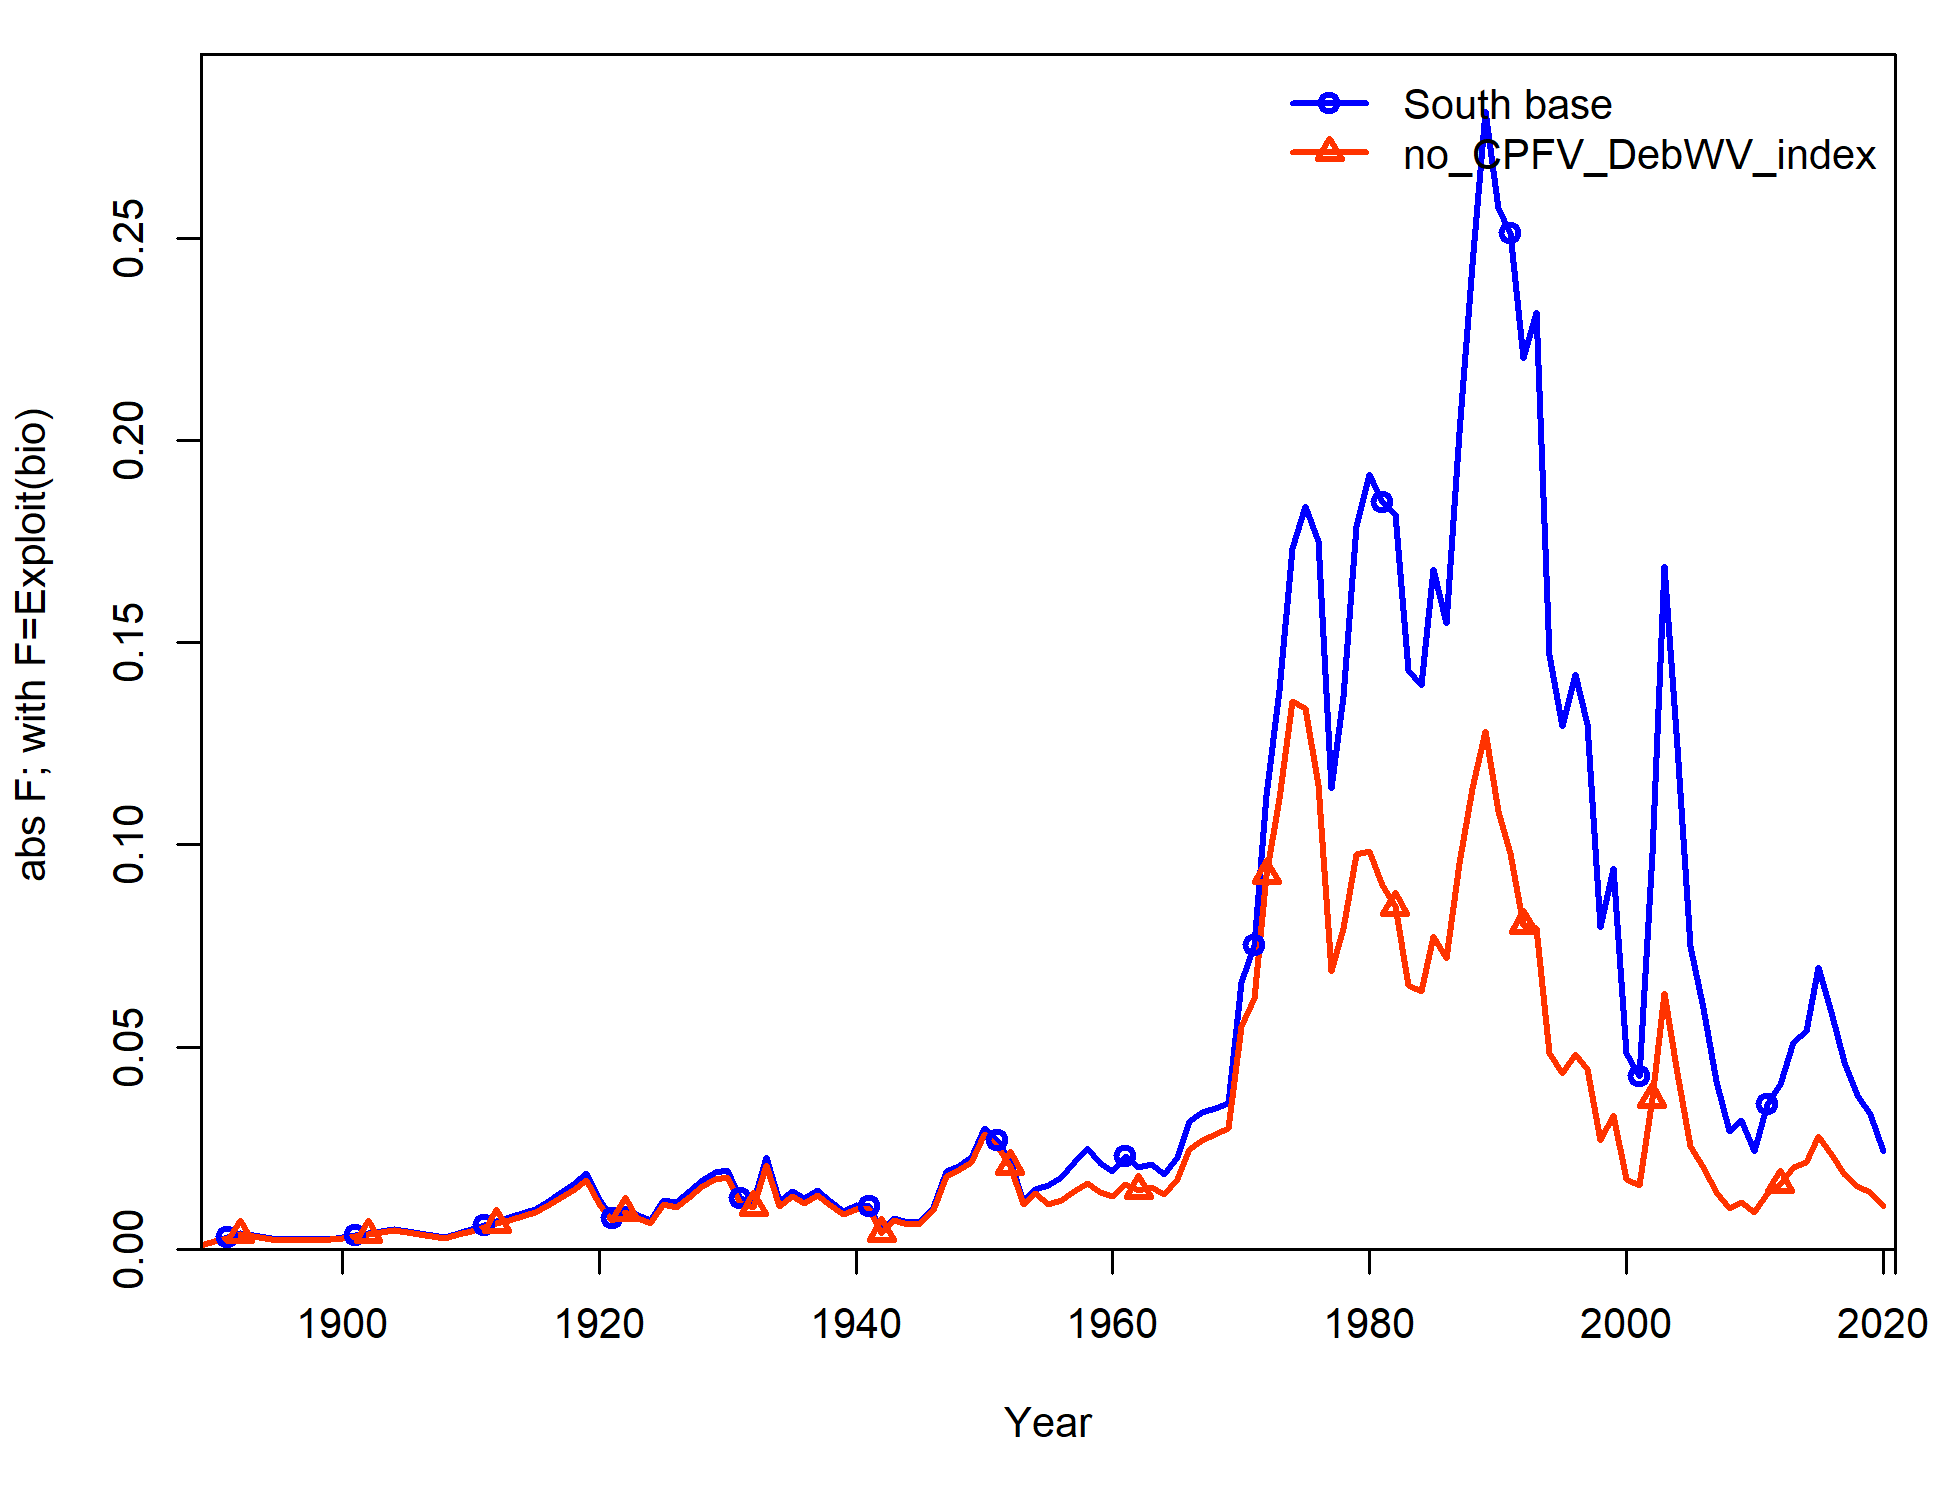 South base
no_CPFV_DebWV_index
abs F; with F=Exploit(bio)
0.25
0.20
0.15
0.10
0.05
0.00
1900 1920 1940 1960 1980 2000 2020
Year